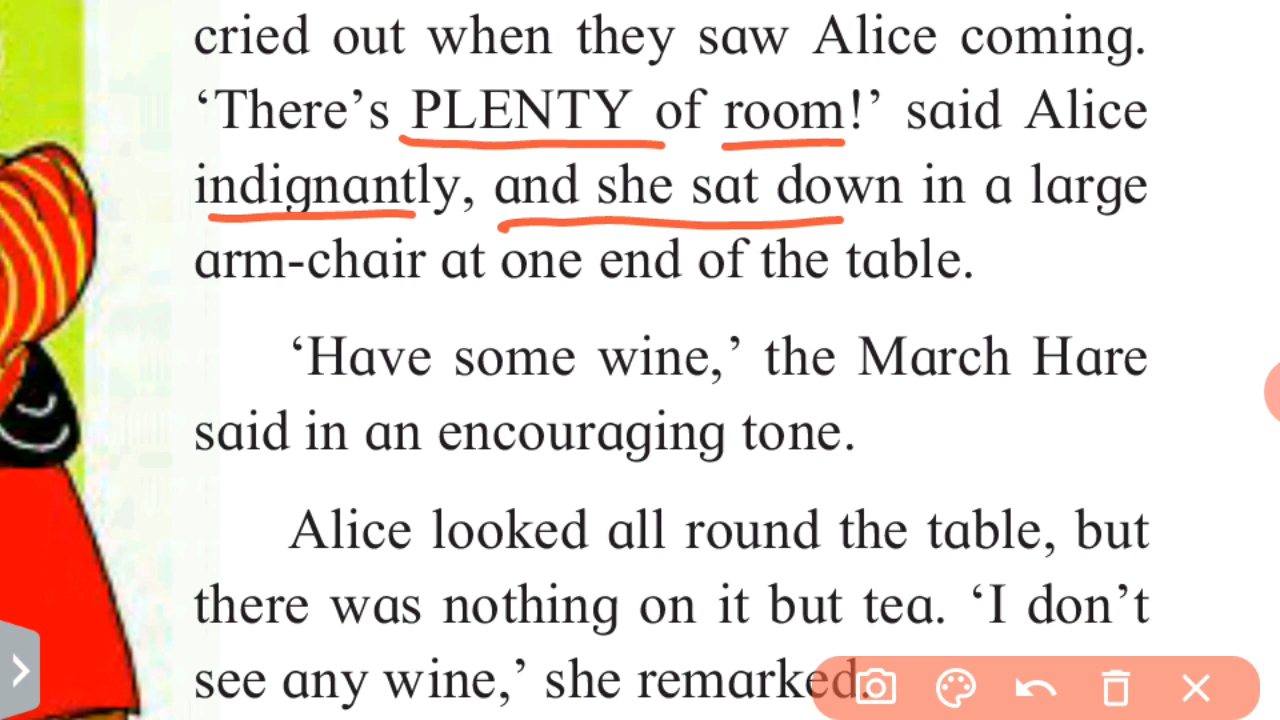 cried out when they saw Alice coming.
‘There’s PLENTY of room!’ said Alice
indignantly, and she sat down in a large
arm-chair at one end of the table.
‘Have some wine,’ the March Hare
said in an encouraging tone.
Alice looked all round the table, but
there was nothing on it but tea. ‘I don’t
see any wine,’ she remarked.